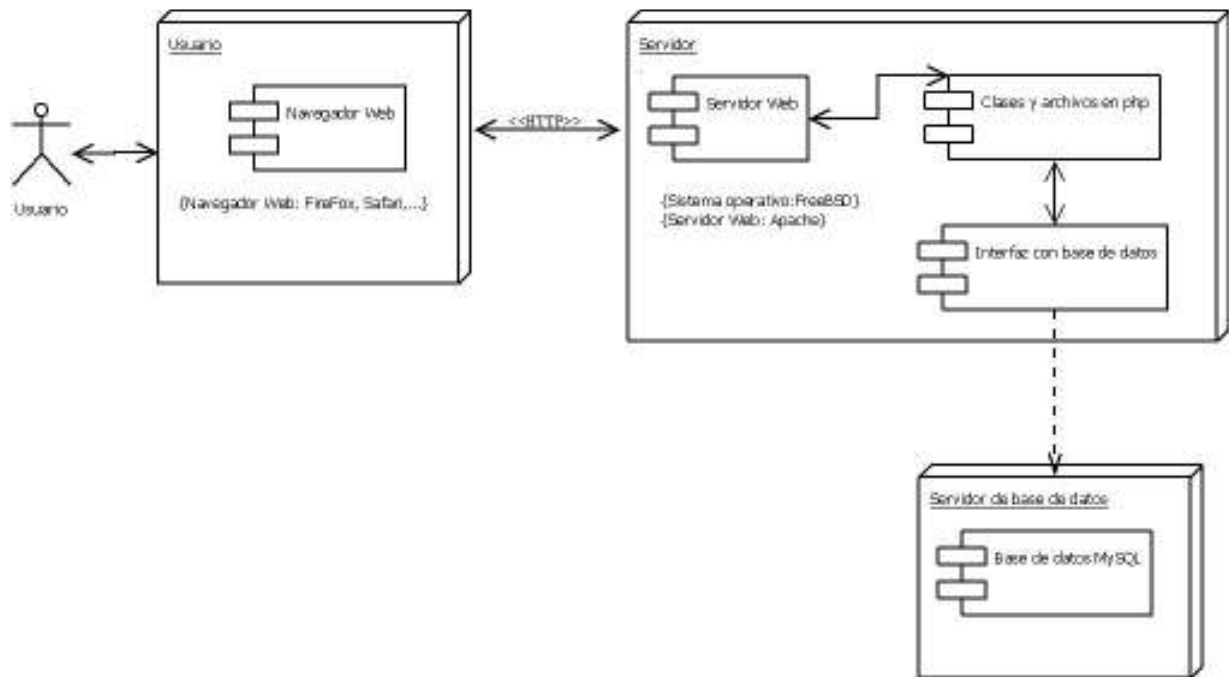 Usuario
Navegador Web
{Navegador Web: FireFox, Safari,...}
Usuario
<<HTTP>>
Servidor
Servidor Web
Clases y archivos en php
{Sistema operativo:FreeBSD}
{Servidor Web: Apache}
Interfaz con base de datos
Servidor de base de datos
Base de datos MySQL